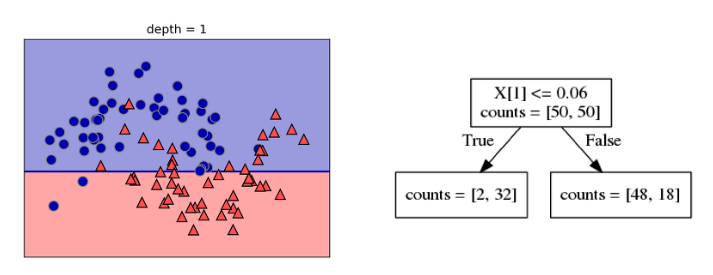 depth = 1
X[1] <= 0.06
counts = [50, 50]
True
False
counts = [2, 32]
counts = [48, 18]